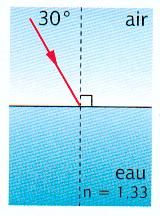 30° air
eau
n = 1,33